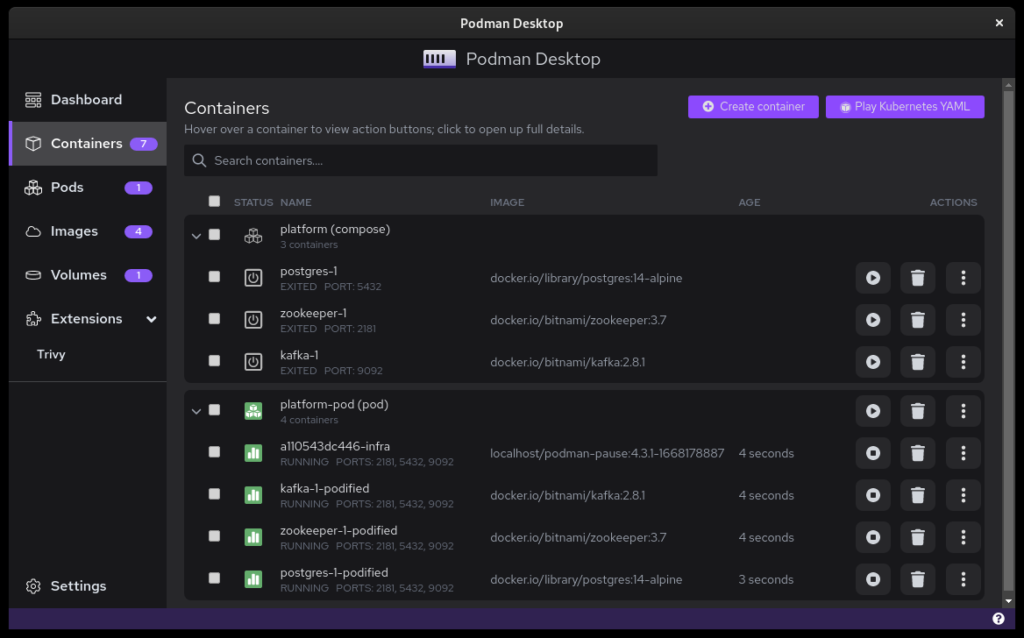 Podman Desktop
Podman Desktop
Dashboard
Containers 7
Pods 1
Images 4
Volumes 1
Extensions
Trivy
Settings
Containers
Create container
Play Kubernetes YAML
Hover over a container to view action buttons; click to open up full details.
Search containers....
STATUS NAME IMAGE AGE ACTIONS
platform (compose)
3 containers
postgres-1
EXITED PORT: 5432
docker.io/library/postgres:14-alpine
zookeeper-1
EXITED PORT: 2181
docker.io/bitnami/zookeeper:3.7
kafka-1
EXITED PORT: 9092
docker.io/bitnami/kafka:2.8.1
platform-pod (pod)
4 containers
a110543dc446-infra
RUNNING PORTS: 2181, 5432, 9092
localhost/podman-pause:4.3.1-1668178887 4 seconds
kafka-1-podified
RUNNING PORTS: 2181, 5432, 9092
docker.io/bitnami/kafka:2.8.1 4 seconds
zookeeper-1-podified
RUNNING PORTS: 2181, 5432, 9092
docker.io/bitnami/zookeeper:3.7 4 seconds
postgres-1-podified
RUNNING PORTS: 2181, 5432, 9092
docker.io/library/postgres:14-alpine 3 seconds